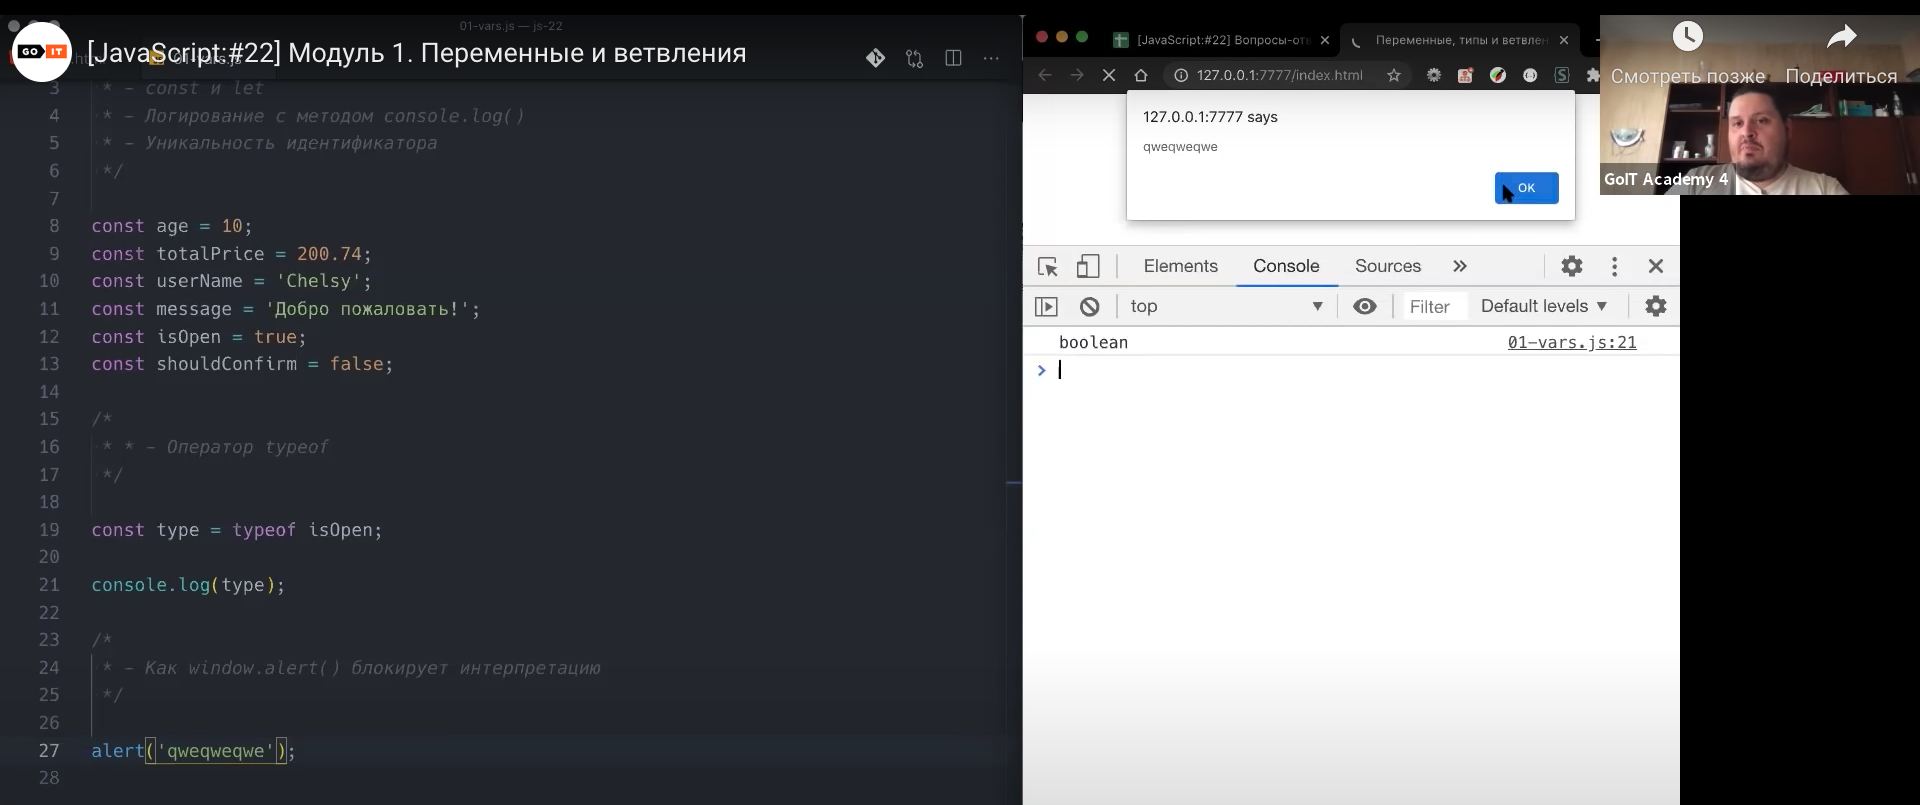 01-vars.js — js-22
GO IT
[JavaScript:#22] Модуль 1. Переменные и ветвления
3 * - const и let
4 * - Логирование с методом console.log()
5 * - Уникальность идентификатора
6 */
7
8 const age = 10;
9 const totalPrice = 200.74;
10 const userName = 'Chelsy';
11 const message = 'Добро пожаловать!';
12 const isOpen = true;
13 const shouldConfirm = false;
14
15 /*
16 * * - Оператор typeof
17 */
18
19 const type = typeof isOpen;
20
21 console.log(type);
22
23 /*
24 * - Как window.alert() блокирует интерпретацию
25 */
26
27 alert('qweqweqwe');
28
[JavaScript:#22] Вопросы-отв
Переменные, типы и ветвлен
127.0.0.1:7777/index.html
127.0.0.1:7777 says
qweqweqwe
OK
Elements Console Sources
top Filter Default levels
boolean 01-vars.js:21
Смотреть позже Поделиться
GoIT Academy 4